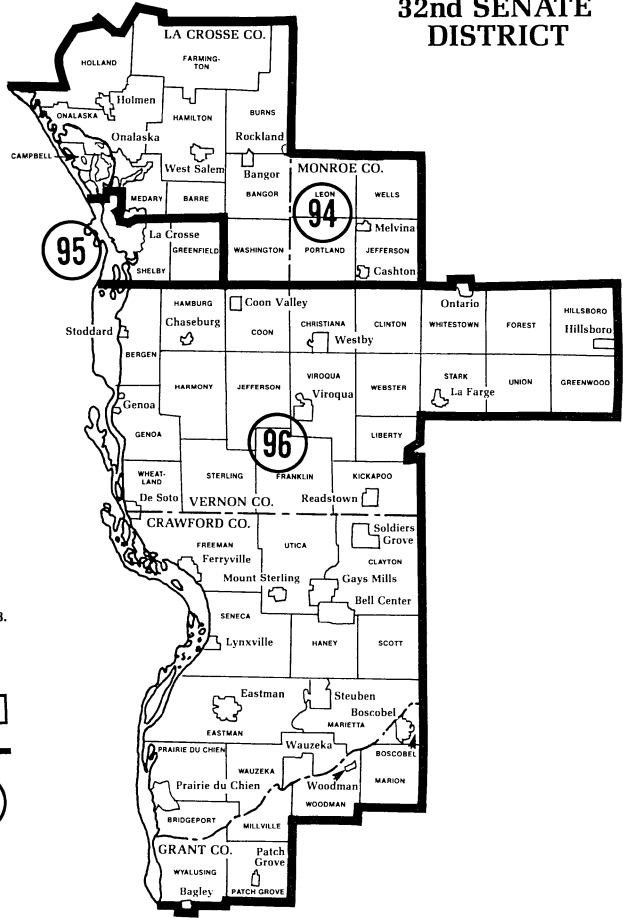 32nd SENATE
DISTRICT
LA CROSSE CO.
HOLLAND
FARMING-
TON
Holmen
ONALASKA
HAMILTON
BURNS
Onalaska
Rockland
CAMPBELL
West Salem
Bangor
MONROE CO.
MEDARY
BARRE
BANGOR
LEON
WELLS
94
La Crosse
Melvina
95
GREENFIELD
WASHINGTON
PORTLAND
JEFFERSON
SHELBY
Cashton
HAMBURG
Coon Valley
Ontario
HILLSBORO
Stoddard
Chaseburg
COON
CHRISTIANA
CLINTON
WHITESTOWN
FOREST
Hillsboro
Westby
BERGEN
VIROQUA
STARK
HARMONY
JEFFERSON
Viroqua
WEBSTER
La Farge
UNION
GREENWOOD
Genoa
GENOA
96
LIBERTY
WHEAT-
LAND
STERLING
FRANKLIN
KICKAPOO
De Soto
VERNON CO.
Readstown
CRAWFORD CO.
Soldiers
Grove
FREEMAN
UTICA
Ferryville
CLAYTON
Mount Sterling
Gays Mills
Bell Center
SENECA
B.
Lynxville
HANEY
SCOTT
Eastman
Steuben
Boscobel
EASTMAN
MARIETTA
PRAIRIE DU CHIEN
Wauzeka
BOSCOBEL
WAUZEKA
MARION
Prairie du Chien
Woodman
WOODMAN
BRIDGEPORT
MILLVILLE
GRANT CO.
Patch
Grove
WYALUSING
Bagley
PATCH GROVE